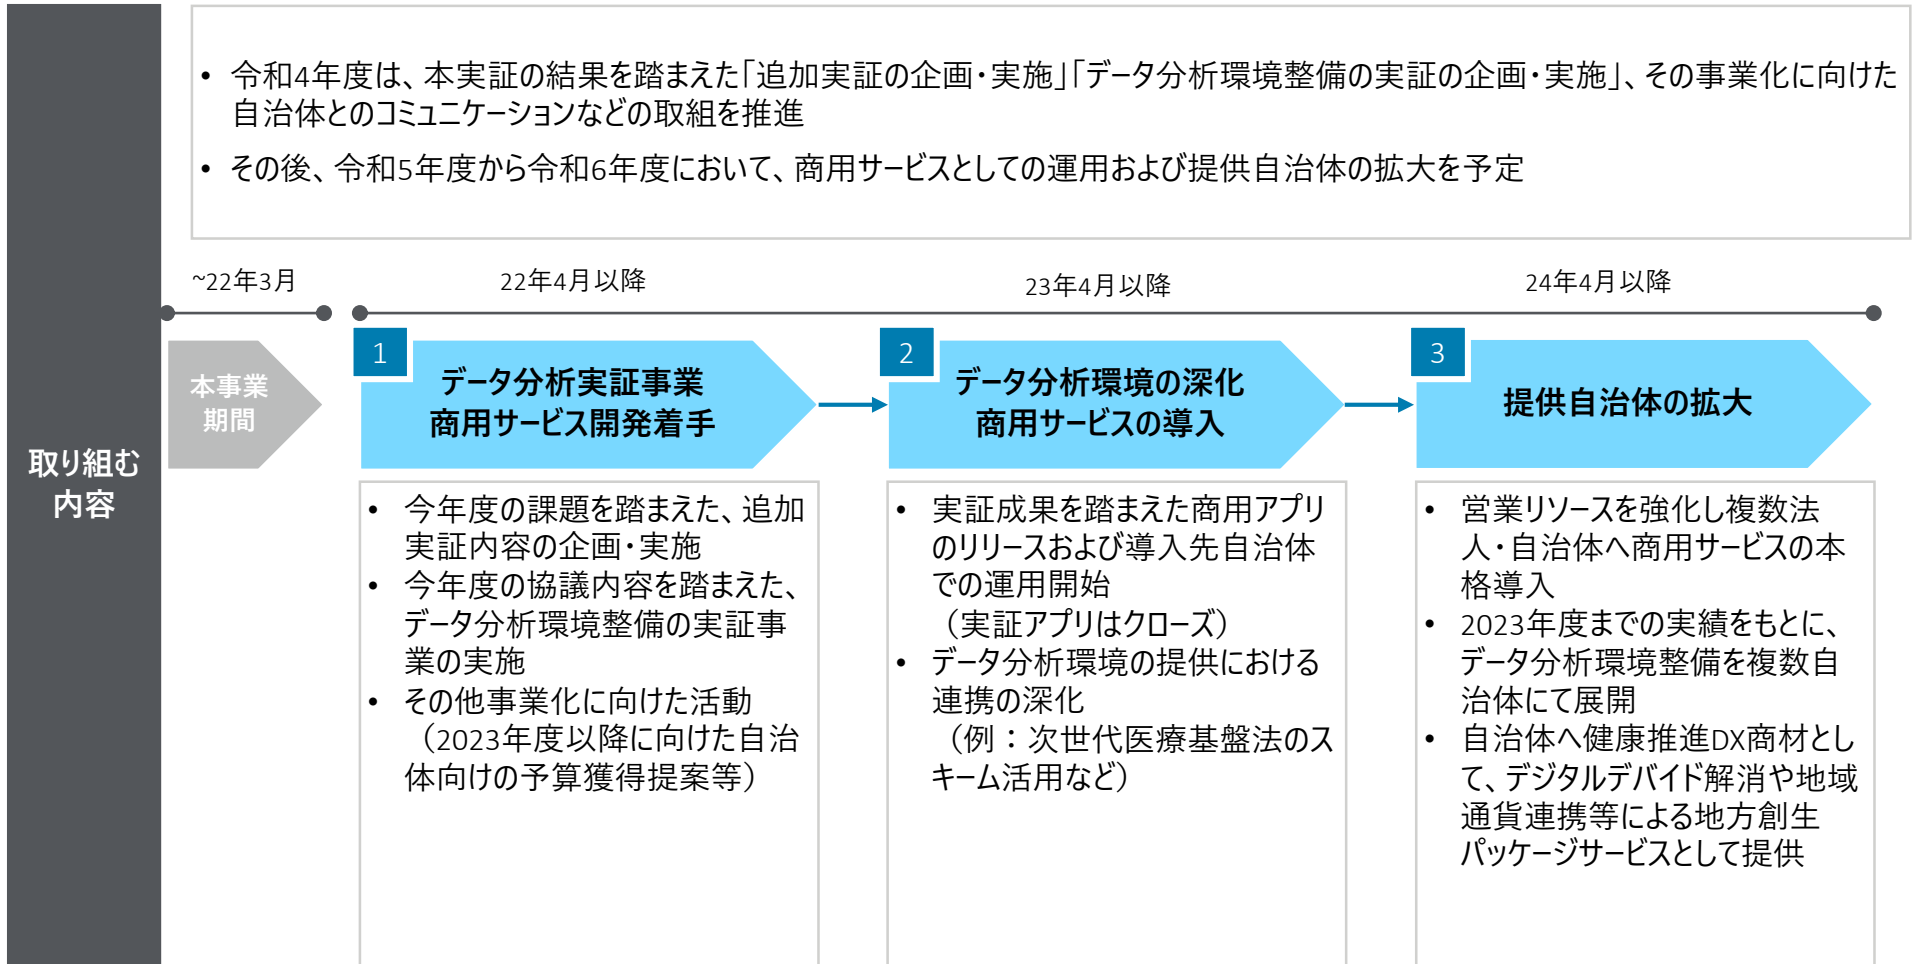 • 令和4年度は、本実証の結果を踏まえた「追加実証の企画・実施」「データ分析環境整備の実証の企画・実施」、その事業化に向けた
自治体とのコミュニケーションなどの取組を推進
• その後、令和5年度から令和6年度において、商用サービスとしての運用および提供自治体の拡大を予定
取り組む
内容
~22年3月
22年4月以降
23年4月以降
24年4月以降
本事業
期間
1
データ分析実証事業
商用サービス開発着手
2
データ分析環境の深化
商用サービスの導入
3
提供自治体の拡大
• 今年度の課題を踏まえた、追加
実証内容の企画・実施
• 今年度の協議内容を踏まえた、
データ分析環境整備の実証事
業の実施
• その他事業化に向けた活動
（2023年度以降に向けた自治
体向けの予算獲得提案等）
• 実証成果を踏まえた商用アプリ
のリリースおよび導入先自治体
での運用開始
（実証アプリはクローズ）
• データ分析環境の提供における
連携の深化
（例：次世代医療基盤法のス
キーム活用など）
• 営業リソースを強化し複数法
人・自治体へ商用サービスの本
格導入
• 2023年度までの実績をもとに、
データ分析環境整備を複数自
治体にて展開
• 自治体へ健康推進DX商材とし
て、デジタルデバイド解消や地域
通貨連携等による地方創生
パッケージサービスとして提供